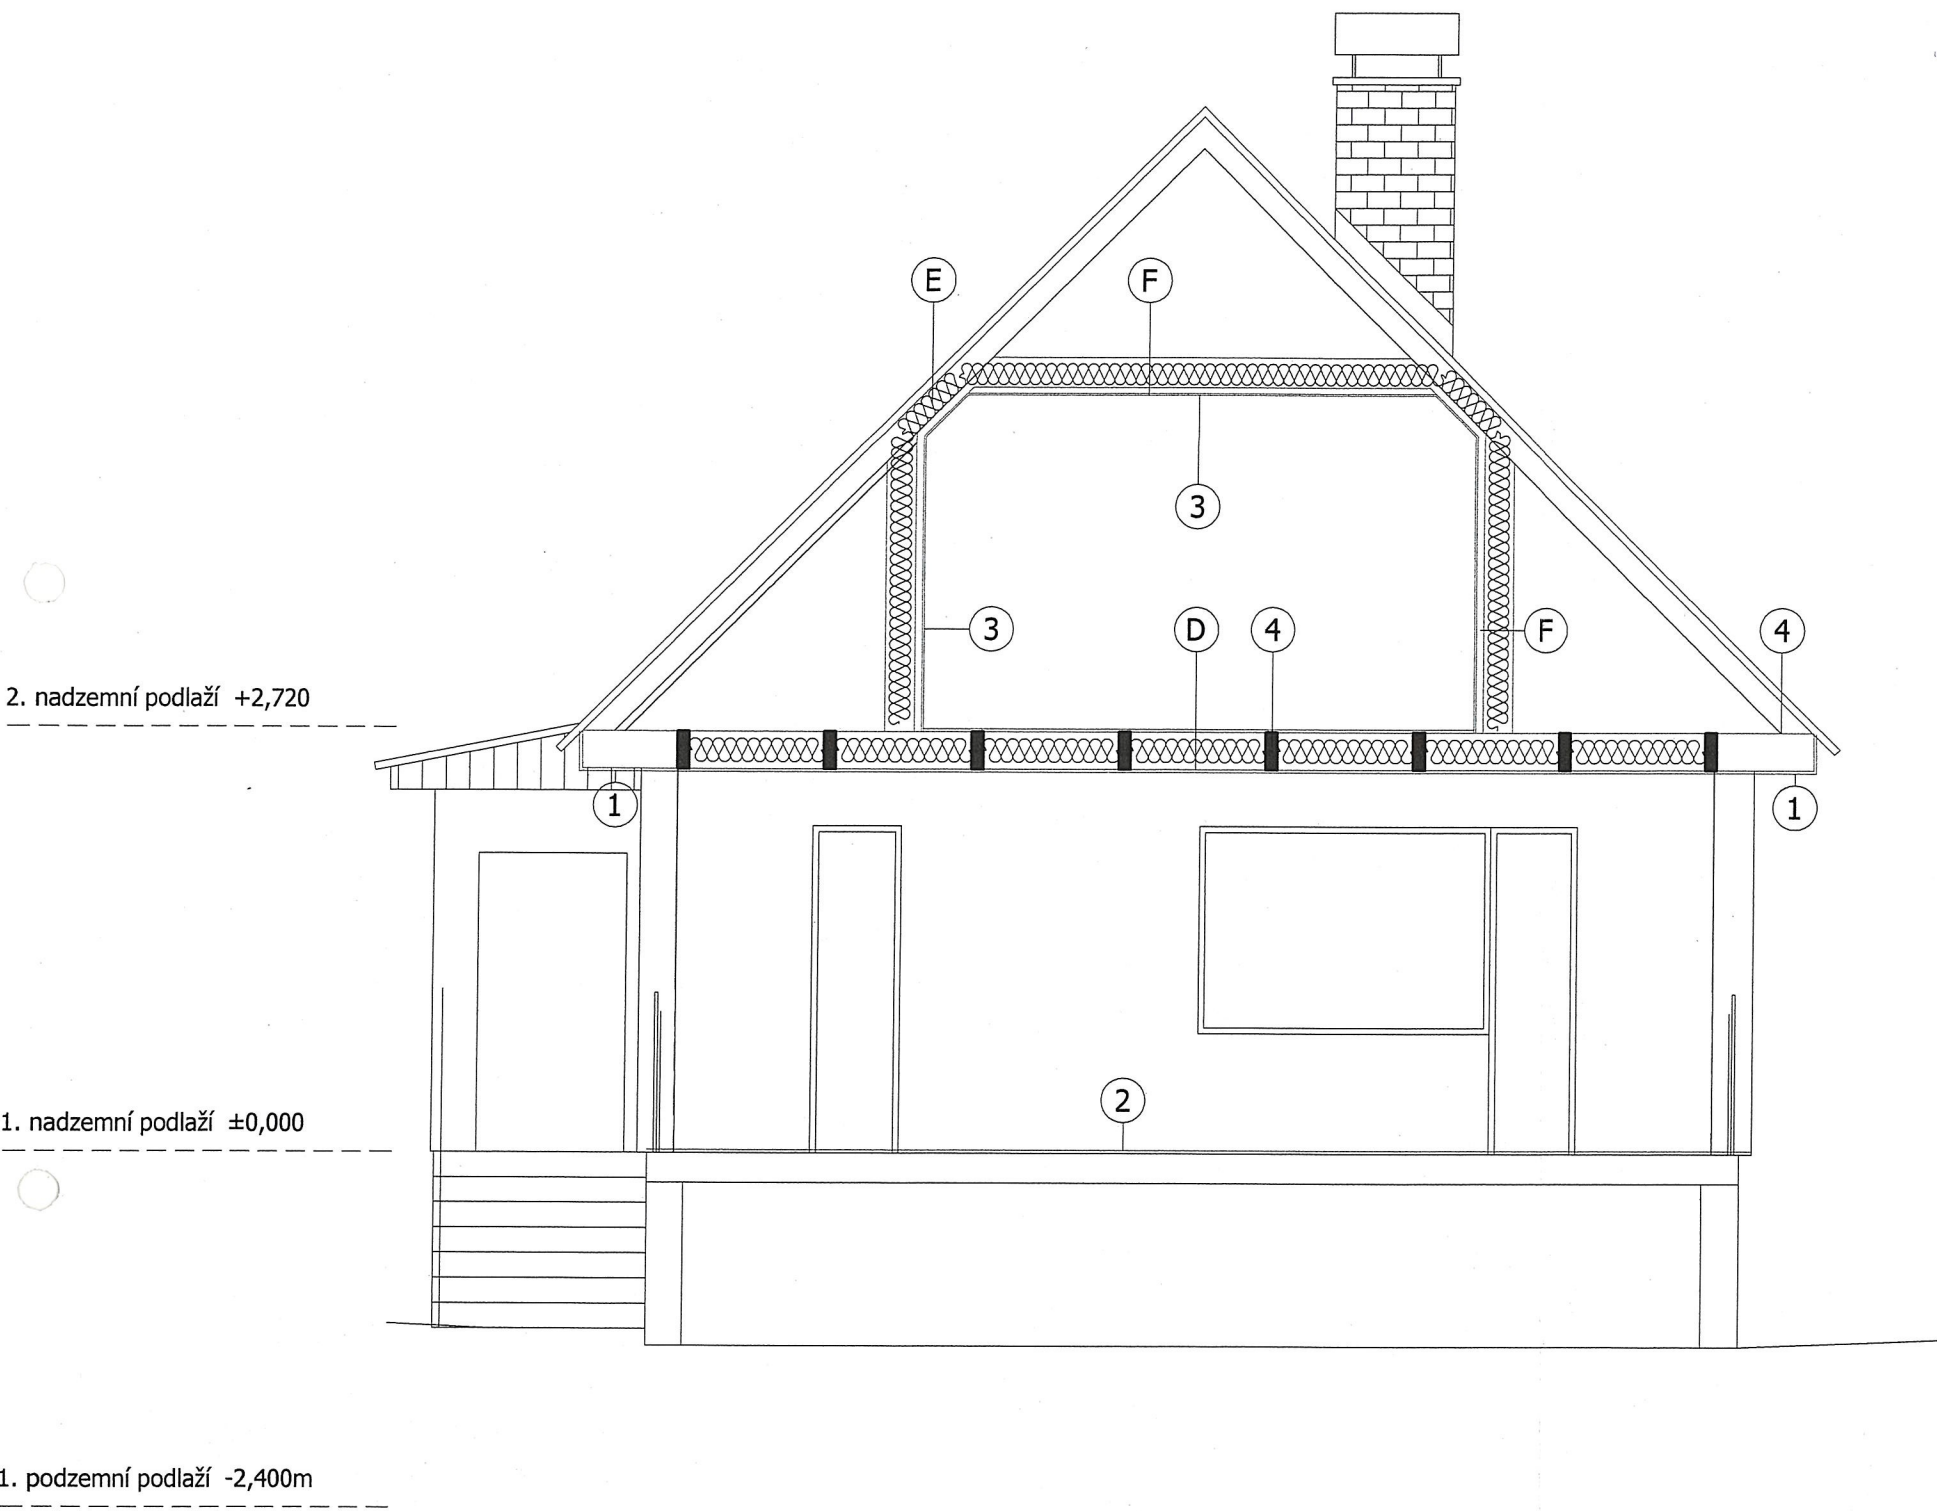 E
F
3
3
D
4
F
4
2. nadzemní podlaží +2,720
1
1
2
1. nadzemní podlaží ±0,000
1. podzemní podlaží -2,400m